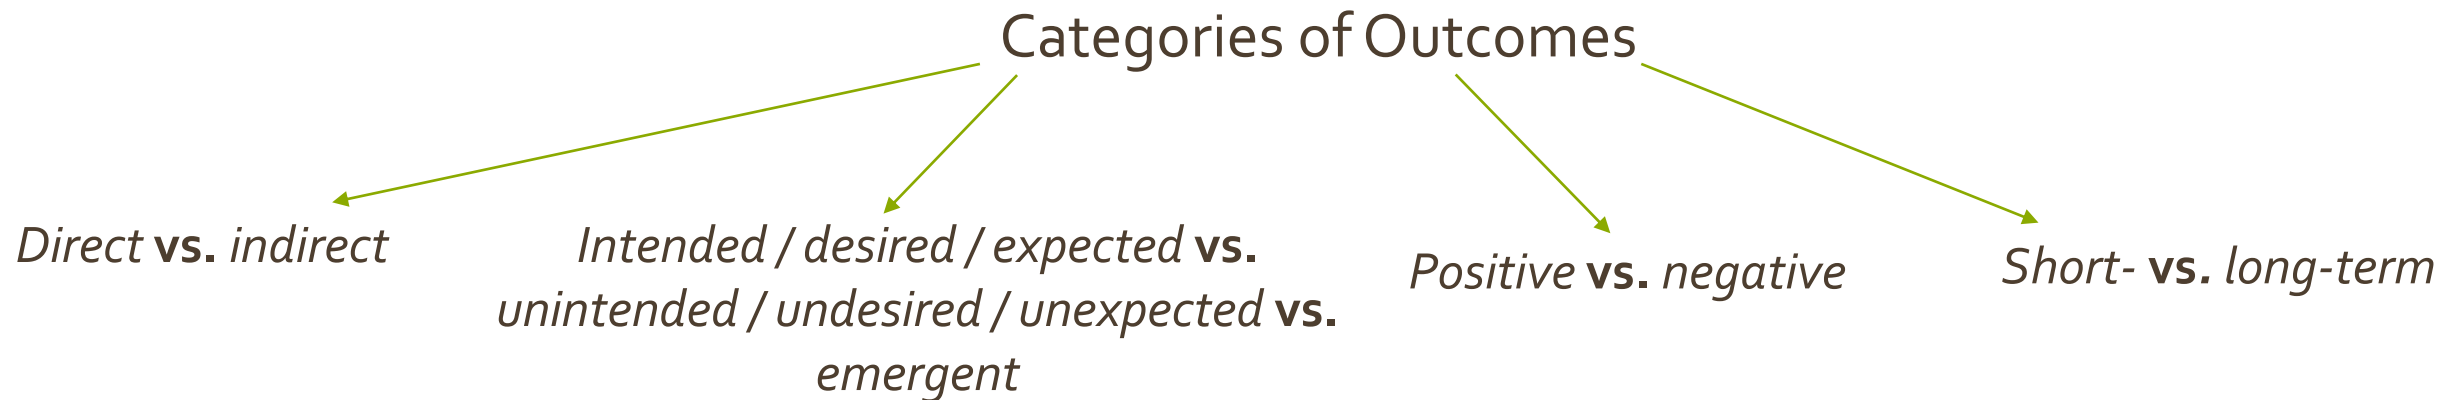 Categories of Outcomes
Direct vs. indirect
Intended / desired / expected vs.
unintended / undesired / unexpected vs.
emergent
Positive vs. negative
Short- vs. long-term